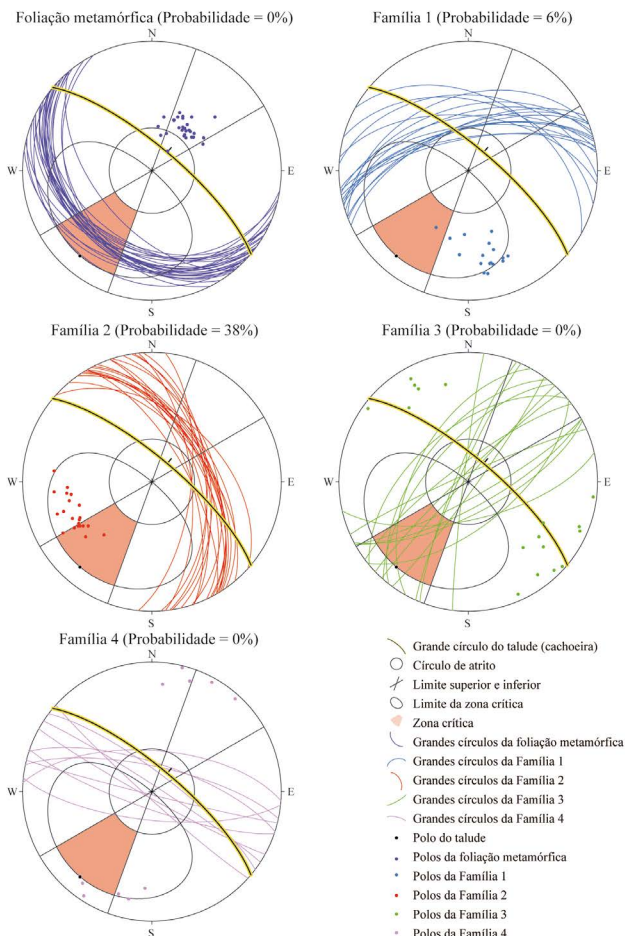 Foliação metamórfica (Probabilidade = 0%)
N
W
E
S
Família 1 (Probabilidade = 6%)
N
W
E
S
Família 2 (Probabilidade = 38%)
N
W
E
S
Família 3 (Probabilidade = 0%)
N
W
E
S
Família 4 (Probabilidade = 0%)
N
W
E
S
Grande círculo do talude (cachoeira)
Círculo de atrito
Limite superior e inferior
Limite da zona crítica
Zona crítica
Grandes círculos da foliação metamórfica
Grandes círculos da Família 1
Grandes círculos da Família 2
Grandes círculos da Família 3
Grandes círculos da Família 4
Polo do talude
Polos da foliação metamórfica
Polos da Família 1
Polos da Família 2
Polos da Família 3
Polos da Família 4